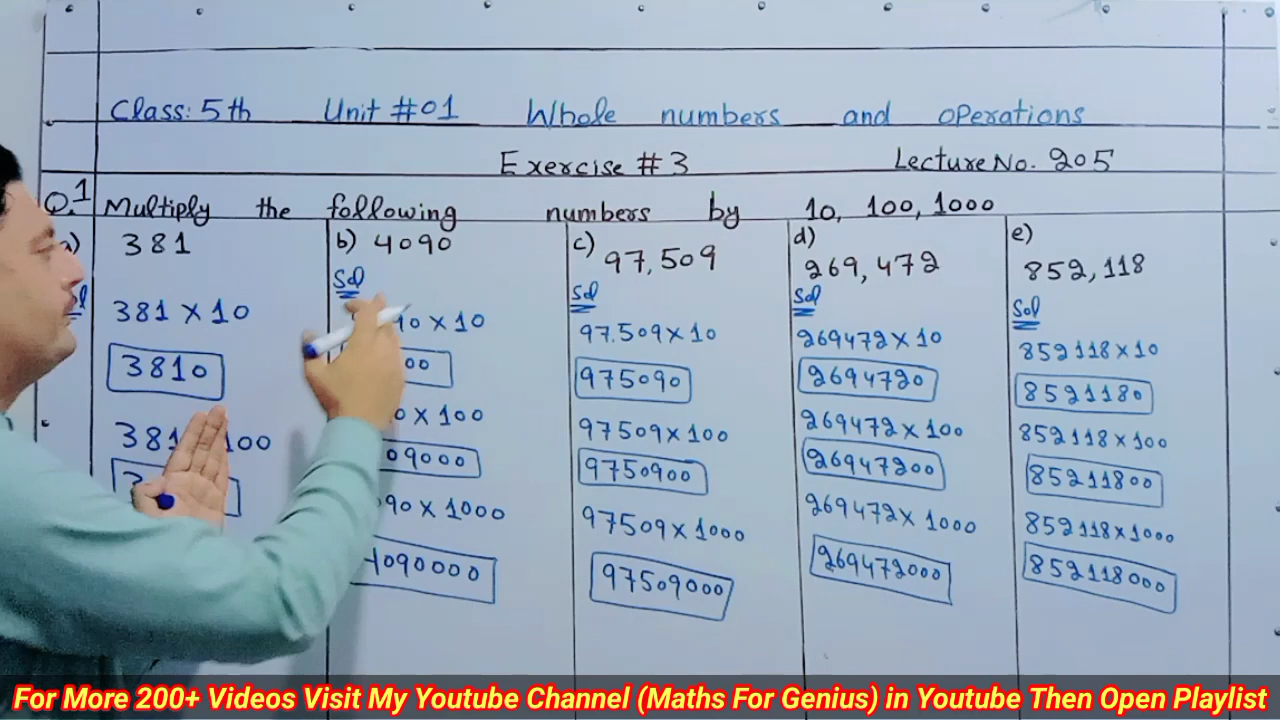 Class: 5th Unit #01 Whole numbers and operations
Exercise #3 Lecture No. 205
Q.1 Multiply the following numbers by 10, 100, 1000
a) 381
381 × 10
3810
b) 4090
Sol
× 10
× 100
× 1000
4090000
c) 97,509
Sol
97,509 × 10
975090
97509 × 100
9750900
97509 × 1000
97509000
d) 269,472
Sol
269472 × 10
2694720
269472 × 100
26947200
269472 × 1000
269472000
e) 852,118
Sol
852118 × 10
8521180
852118 × 100
85211800
852118 × 1000
852118000
For More 200+ Videos Visit My Youtube Channel (Maths For Genius) in Youtube Then Open Playlist